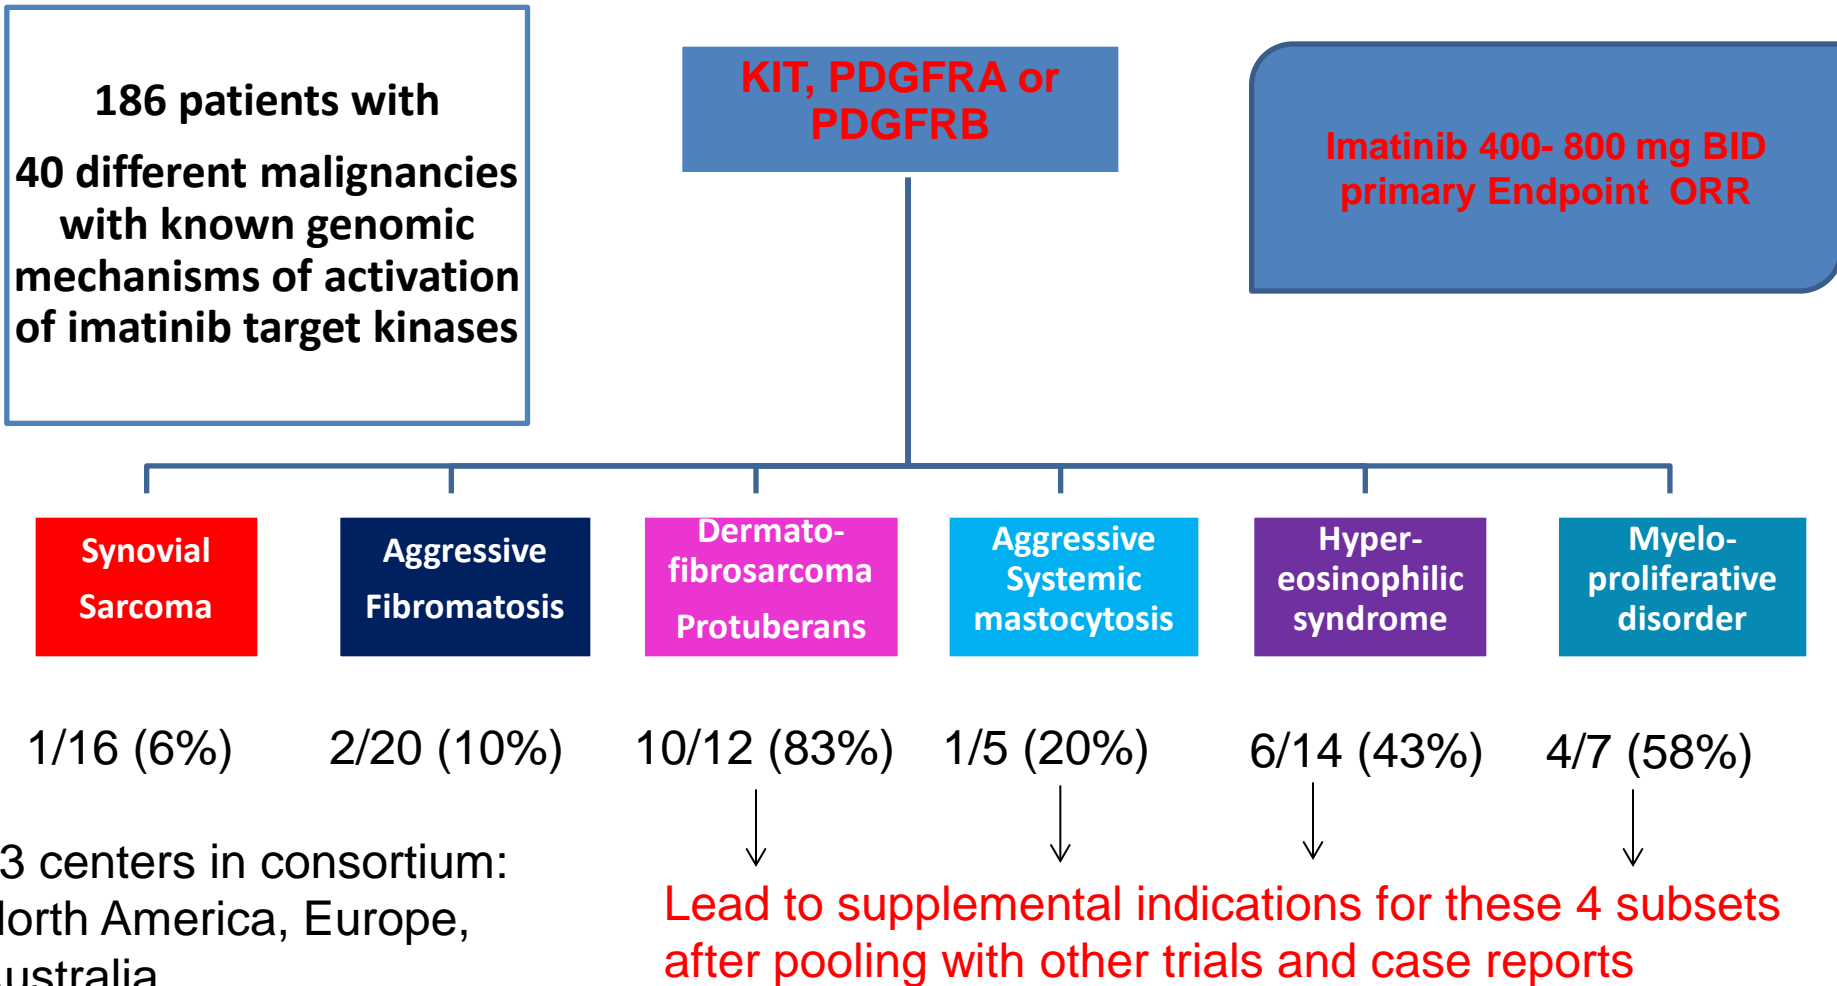 186 patients with
40 different malignancies
with known genomic
mechanisms of activation
of imatinib target kinases
KIT, PDGFRA or
PDGFRB
Imatinib 400- 800 mg BID
primary Endpoint ORR
Synovial
Sarcoma
Aggressive
Fibromatosis
Dermato-
fibrosarcoma
Protuberans
Aggressive
Systemic
mastocytosis
Hyper-
eosinophilic
syndrome
Myelo-
proliferative
disorder
1/16 (6%)
2/20 (10%)
10/12 (83%)
1/5 (20%)
6/14 (43%)
4/7 (58%)
3 centers in consortium:
North America, Europe,
Australia
Lead to supplemental indications for these 4 subsets
after pooling with other trials and case reports